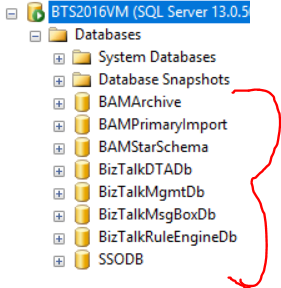 BTS2016VM (SQL Server 13.0.5
Databases
System Databases
Database Snapshots
BAMArchive
BAMPrimaryImport
BAMStarSchema
BizTalkDTADb
BizTalkMgmtDb
BizTalkMsgBoxDb
BizTalkRuleEngineDb
SSODB